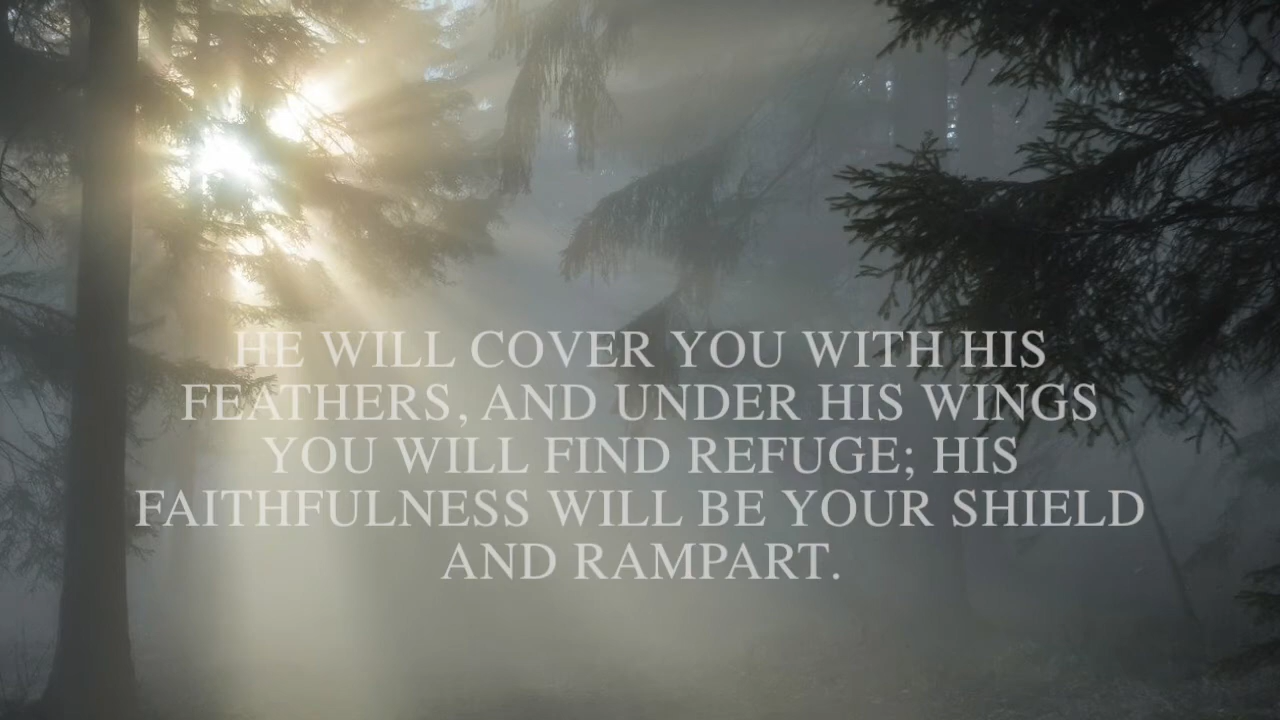 HE WILL COVER YOU WITH HIS
FEATHERS, AND UNDER HIS WINGS
YOU WILL FIND REFUGE; HIS
FAITHFULNESS WILL BE YOUR SHIELD
AND RAMPART.